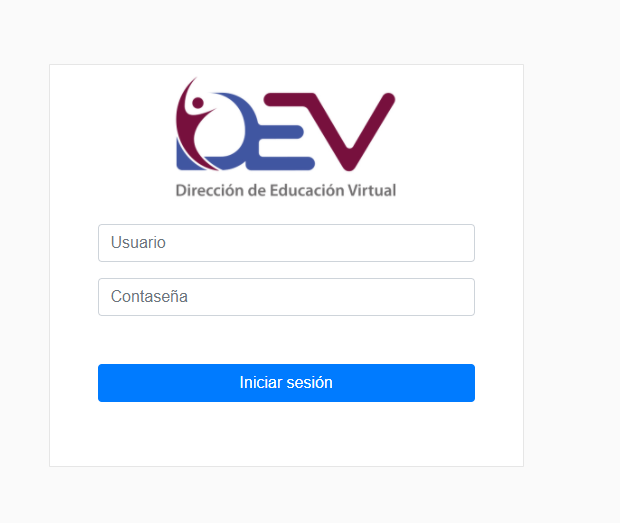 DEV
Dirección de Educación Virtual
Usuario
Contaseña
Iniciar sesión